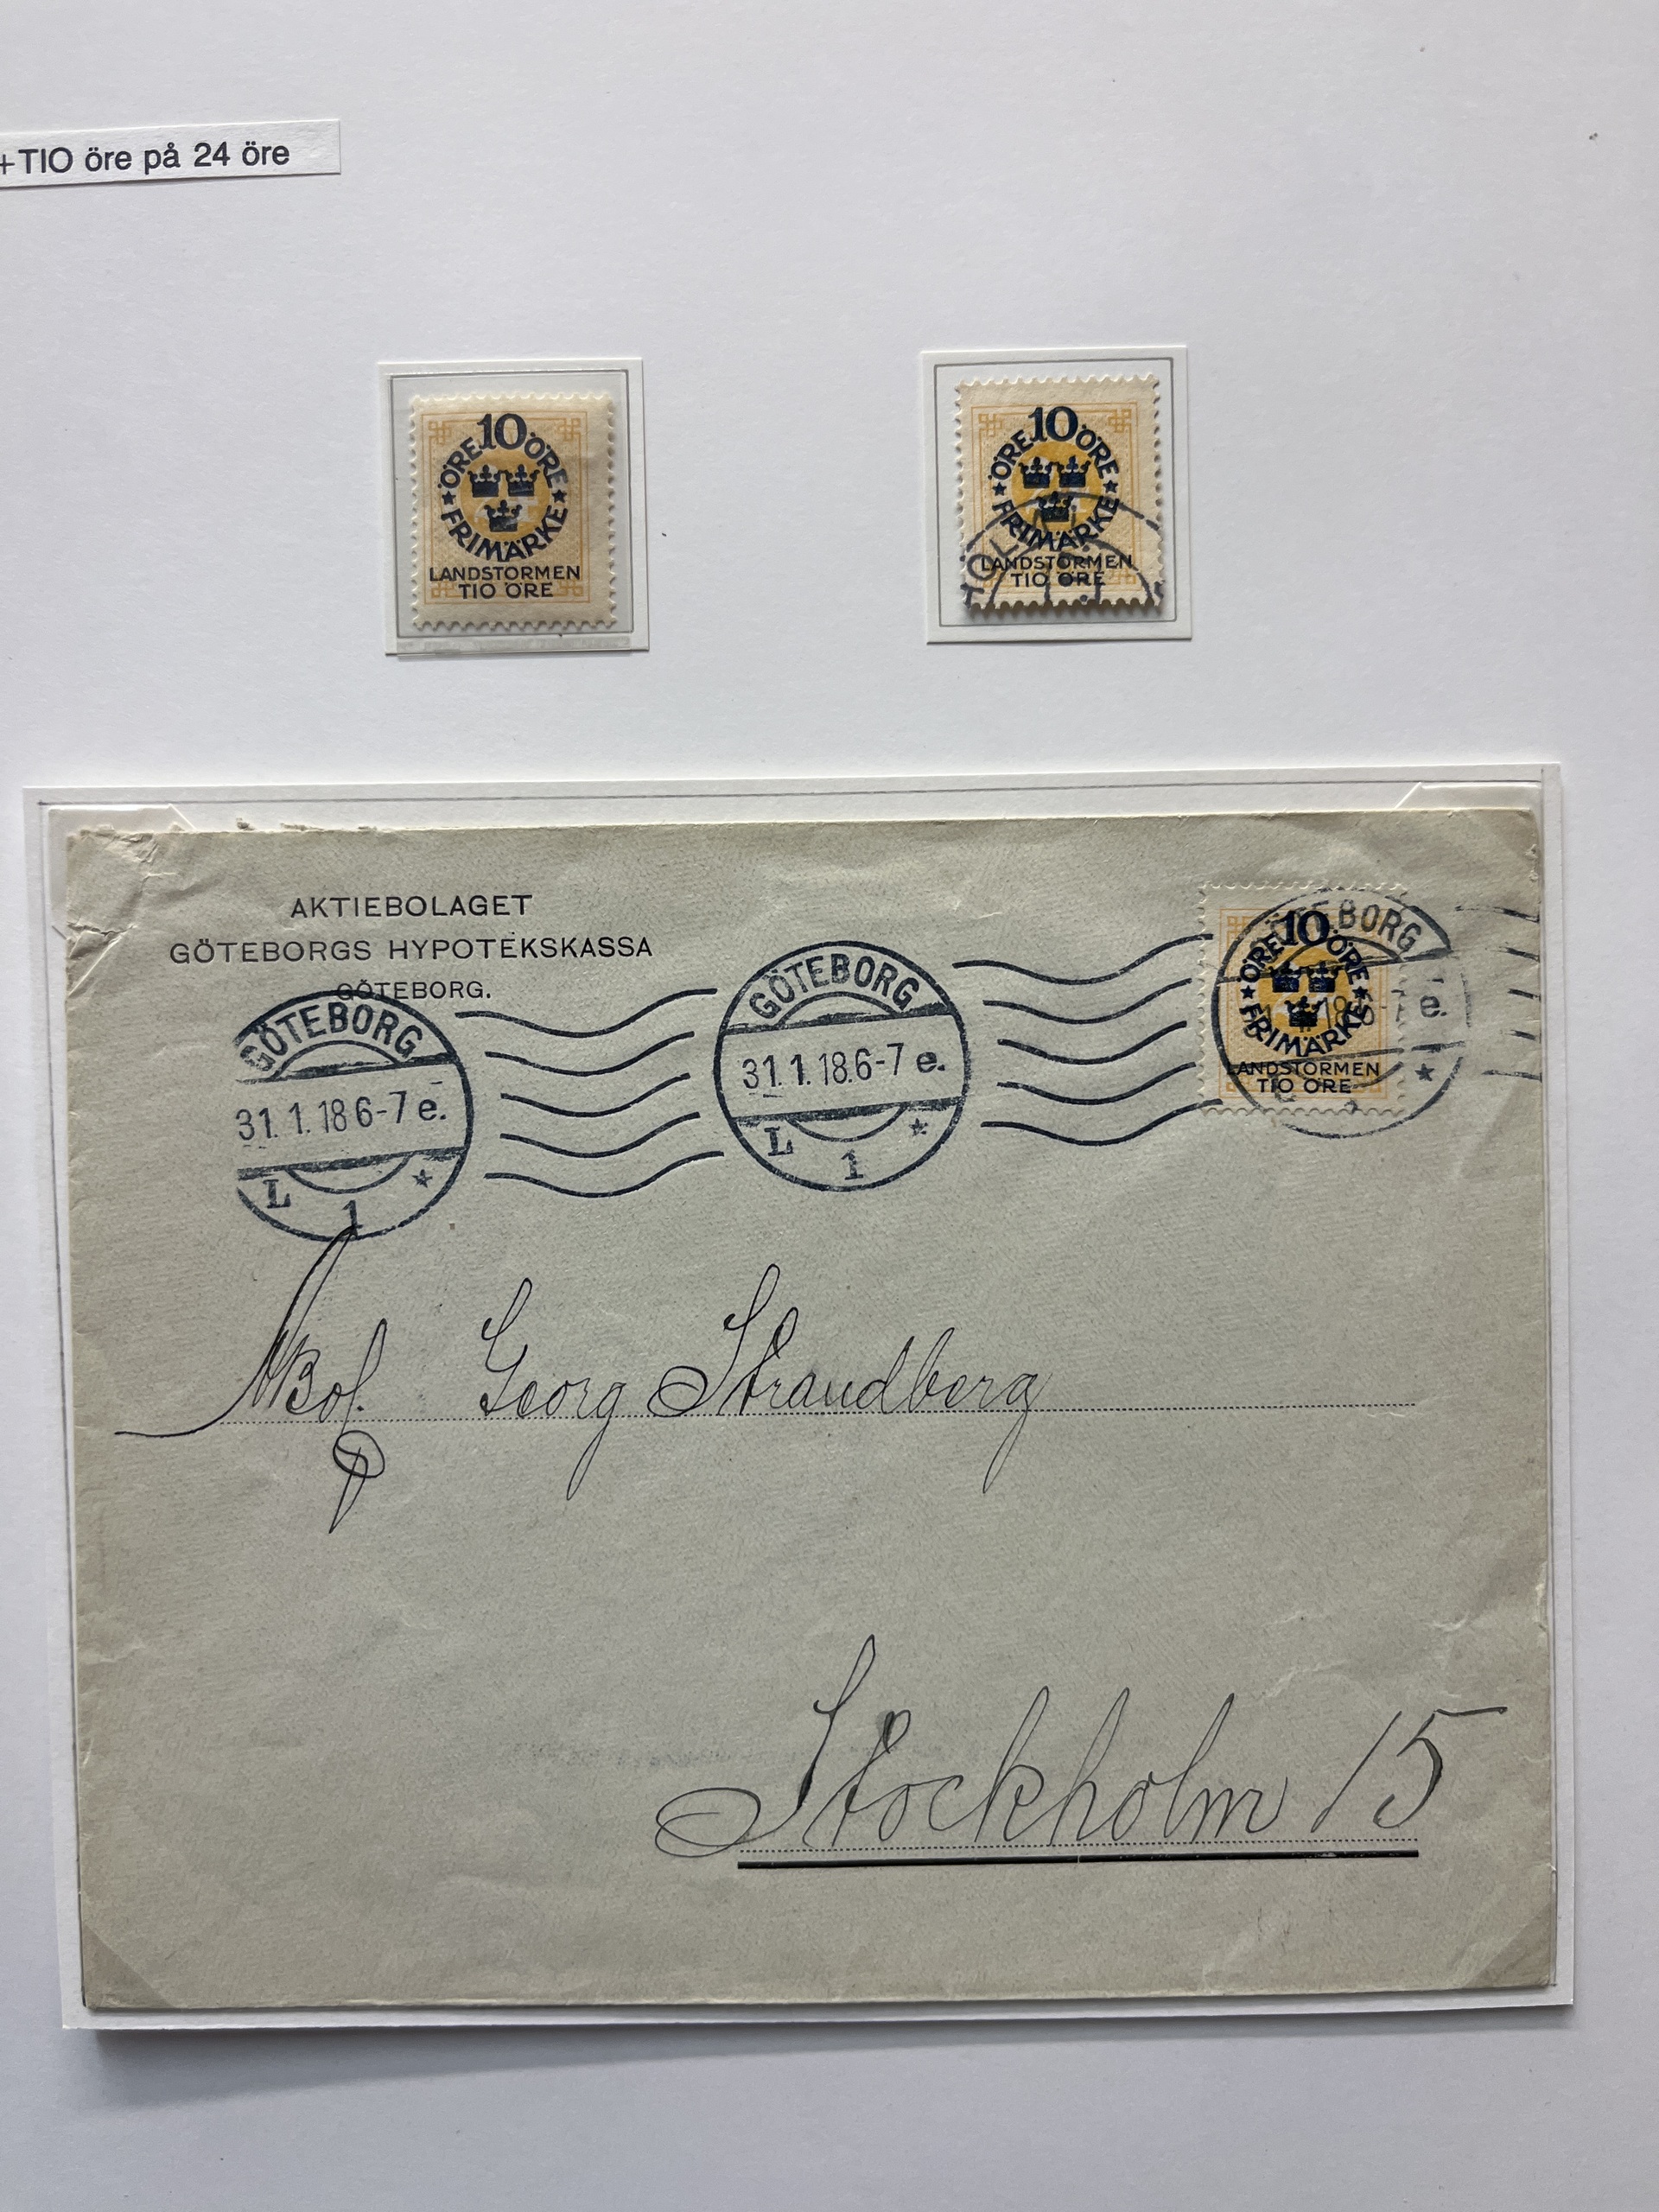 +TIO öre på 24 öre
10
ÖRE ÖRE
FRIMÄRKE
LANDSTORMEN
TIO ÖRE
10
ÖRE ÖRE
FRIMÄRKE
LANDSTORMEN
TIO ÖRE
AKTIEBOLAGET
GÖTEBORGS HYPOTEKSKASSA
GÖTEBORG.
GÖTEBORG
31.1.18 6-7 e.
L
1
GÖTEBORG
31.1.18.6-7 e.
L
1
GÖTEBORG
10
ÖRE ÖRE
FRIMÄRKE
LANDSTORMEN
TIO ÖRE
Georg Strandberg
Stockholm 15